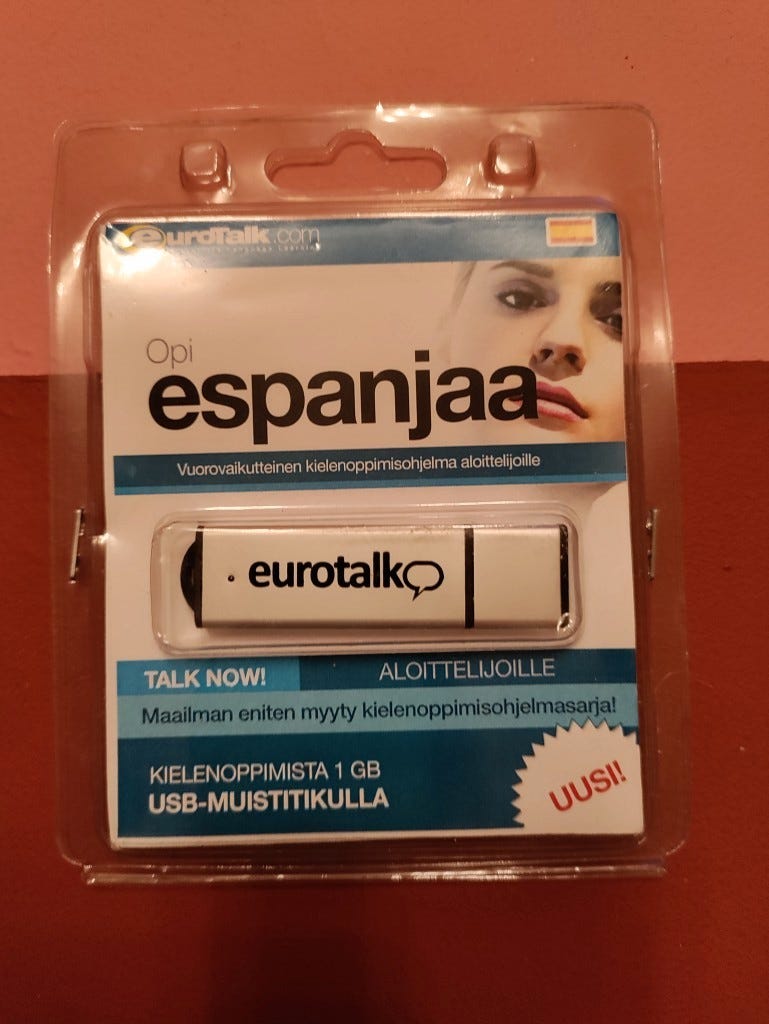 euroTalk.com
Opi
espanjaa
Vuorovaikutteinen kielenoppimisohjelma aloittelijoille
eurotalk
TALK NOW!
ALOITTELIJOILLE
Maailman eniten myyty kielenoppimisohjelmasarja!
KIELENOPPIMISTA 1 GB
USB-MUISTITIKULLA
UUSI!